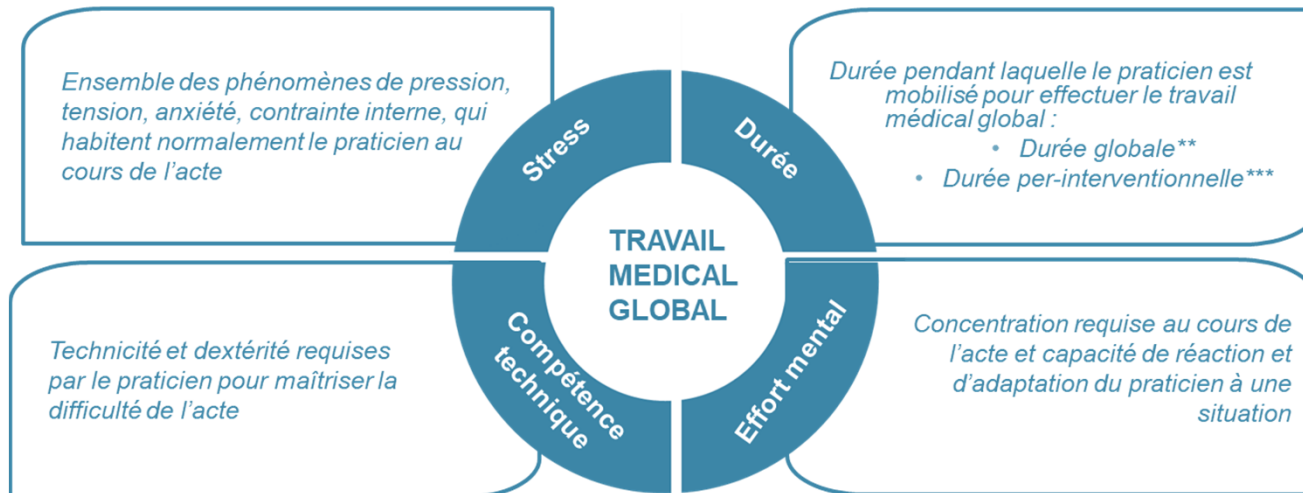 Ensemble des phénomènes de pression,
tension, anxiété, contrainte interne, qui
habitent normalement le praticien au
cours de l’acte
Stress
Durée
Durée pendant laquelle le praticien est
mobilisé pour effectuer le travail
médical global :
• Durée globale**
• Durée per-interventionnelle***
TRAVAIL
MEDICAL
GLOBAL
Technicité et dextérité requises
par le praticien pour maîtriser la
difficulté de l’acte
Compétence
technique
Effort mental
Concentration requise au cours de
l’acte et capacité de réaction et
d’adaptation du praticien à une
situation